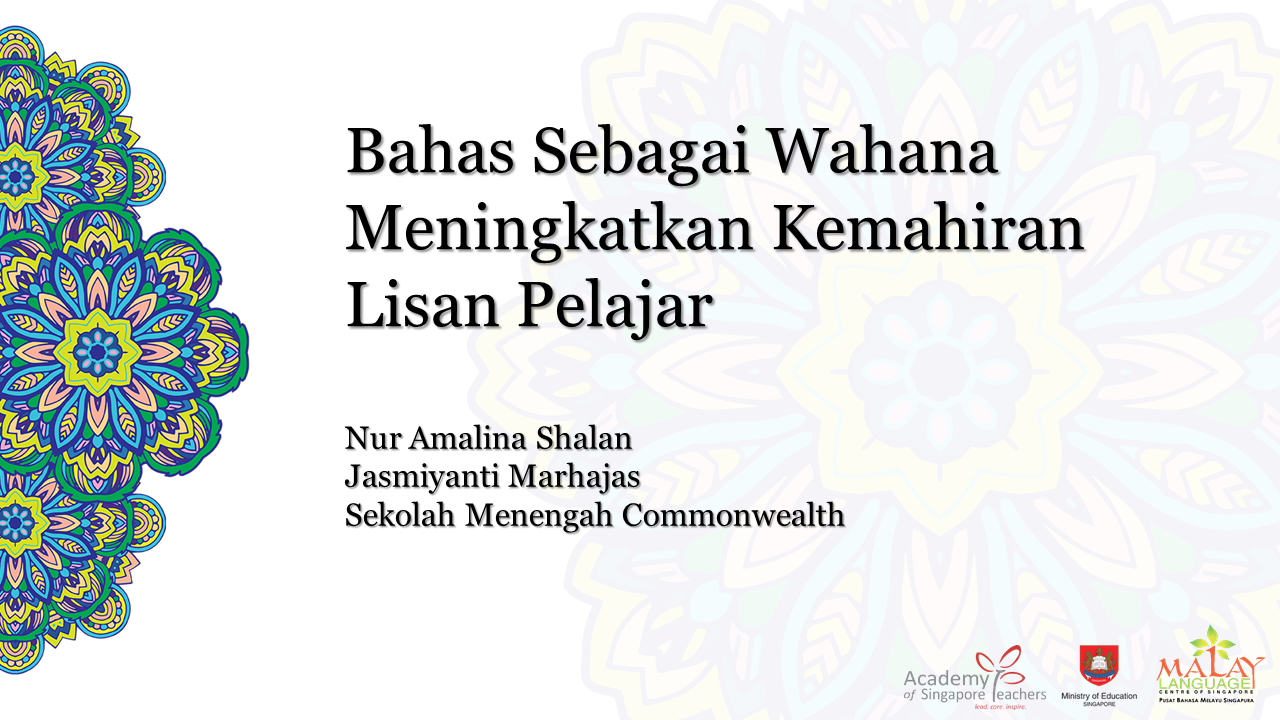 Bahas Sebagai Wahana
Meningkatkan Kemahiran
Lisan Pelajar
Nur Amalina Shalan
Jasmiyanti Marhajas
Sekolah Menengah Commonwealth
Academy
of Singapore Teachers
lead. care. inspire.
Ministry of Education
SINGAPORE
MALAY
LANGUAGE
CENTRE OF SINGAPORE
PUSAT BAHASA MELAYU SINGAPURA